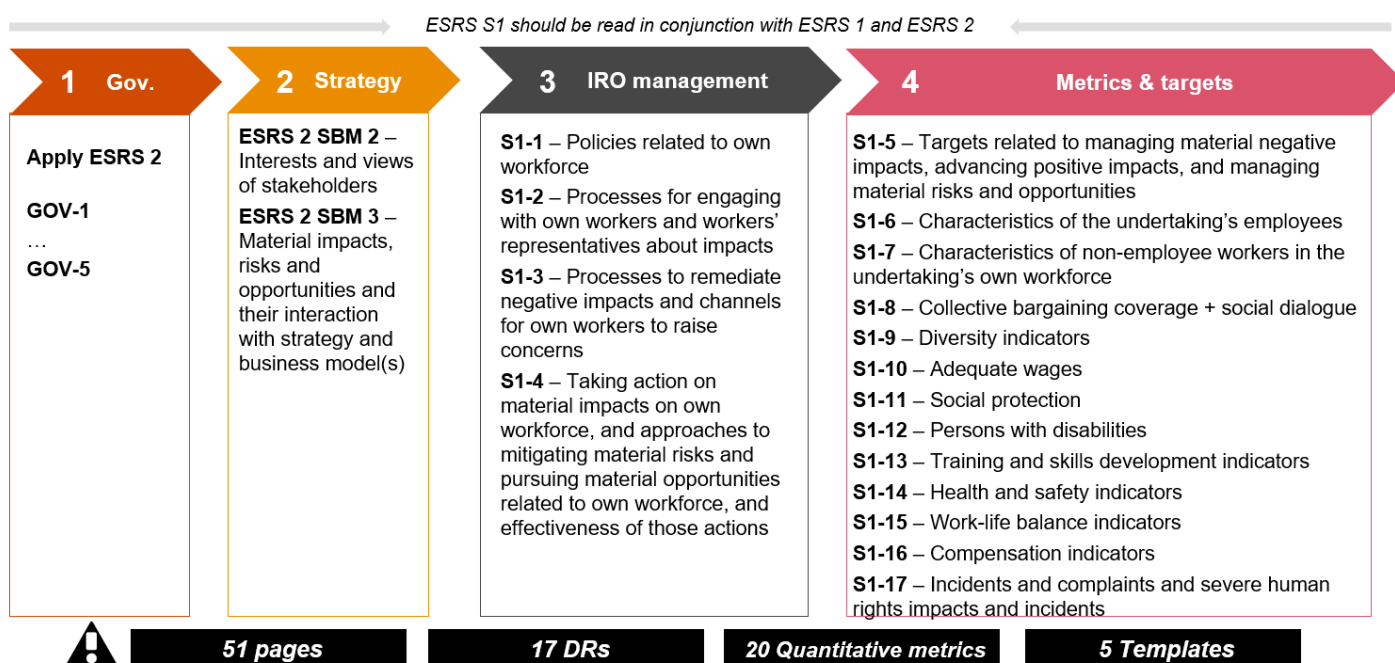 ESRS S1 should be read in conjunction with ESRS 1 and ESRS 2
1 Gov.
Apply ESRS 2
GOV-1
…
GOV-5
2 Strategy
ESRS 2 SBM 2 –
Interests and views
of stakeholders
ESRS 2 SBM 3 –
Material impacts,
risks and
opportunities and
their interaction
with strategy and
business model(s)
3 IRO management
S1-1 – Policies related to own
workforce
S1-2 – Processes for engaging
with own workers and workers’
representatives about impacts
S1-3 – Processes to remediate
negative impacts and channels
for own workers to raise
concerns
S1-4 – Taking action on
material impacts on own
workforce, and approaches to
mitigating material risks and
pursuing material opportunities
related to own workforce, and
effectiveness of those actions
4 Metrics & targets
S1-5 – Targets related to managing material negative
impacts, advancing positive impacts, and managing
material risks and opportunities
S1-6 – Characteristics of the undertaking’s employees
S1-7 – Characteristics of non-employee workers in the
undertaking’s own workforce
S1-8 – Collective bargaining coverage + social dialogue
S1-9 – Diversity indicators
S1-10 – Adequate wages
S1-11 – Social protection
S1-12 – Persons with disabilities
S1-13 – Training and skills development indicators
S1-14 – Health and safety indicators
S1-15 – Work-life balance indicators
S1-16 – Compensation indicators
S1-17 – Incidents and complaints and severe human
rights impacts and incidents
51 pages
17 DRs
20 Quantitative metrics
5 Templates